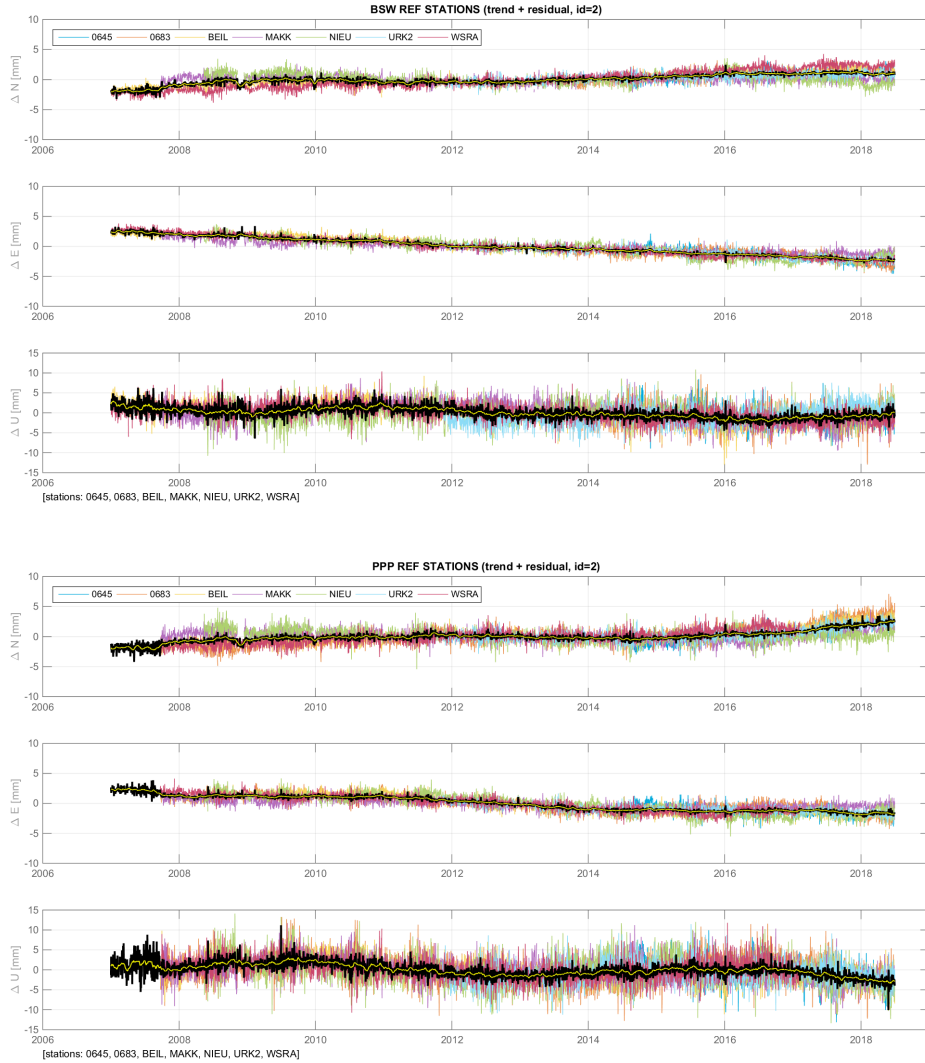 BSW REF STATIONS (trend + residual, id=2)
10
0645 0683 BEIL MAKK NIEU URK2 WSRA
5
Δ N [mm]
0
-5
-10
2006 2008 2010 2012 2014 2016 2018
10
5
Δ E [mm]
0
-5
-10
2006 2008 2010 2012 2014 2016 2018
15
10
5
Δ U [mm]
0
-5
-10
15
2006 2008 2010 2012 2014 2016 2018
[stations: 0645, 0683, BEIL, MAKK, NIEU, URK2, WSRA]
PPP REF STATIONS (trend + residual, id=2)
10
0645 0683 BEIL MAKK NIEU URK2 WSRA
5
Δ N [mm]
0
-5
-10
2006 2008 2010 2012 2014 2016 2018
10
5
Δ E [mm]
0
-5
-10
2006 2008 2010 2012 2014 2016 2018
15
10
5
Δ U [mm]
0
-5
-10
15
2006 2008 2010 2012 2014 2016 2018
[stations: 0645, 0683, BEIL, MAKK, NIEU, URK2, WSRA]